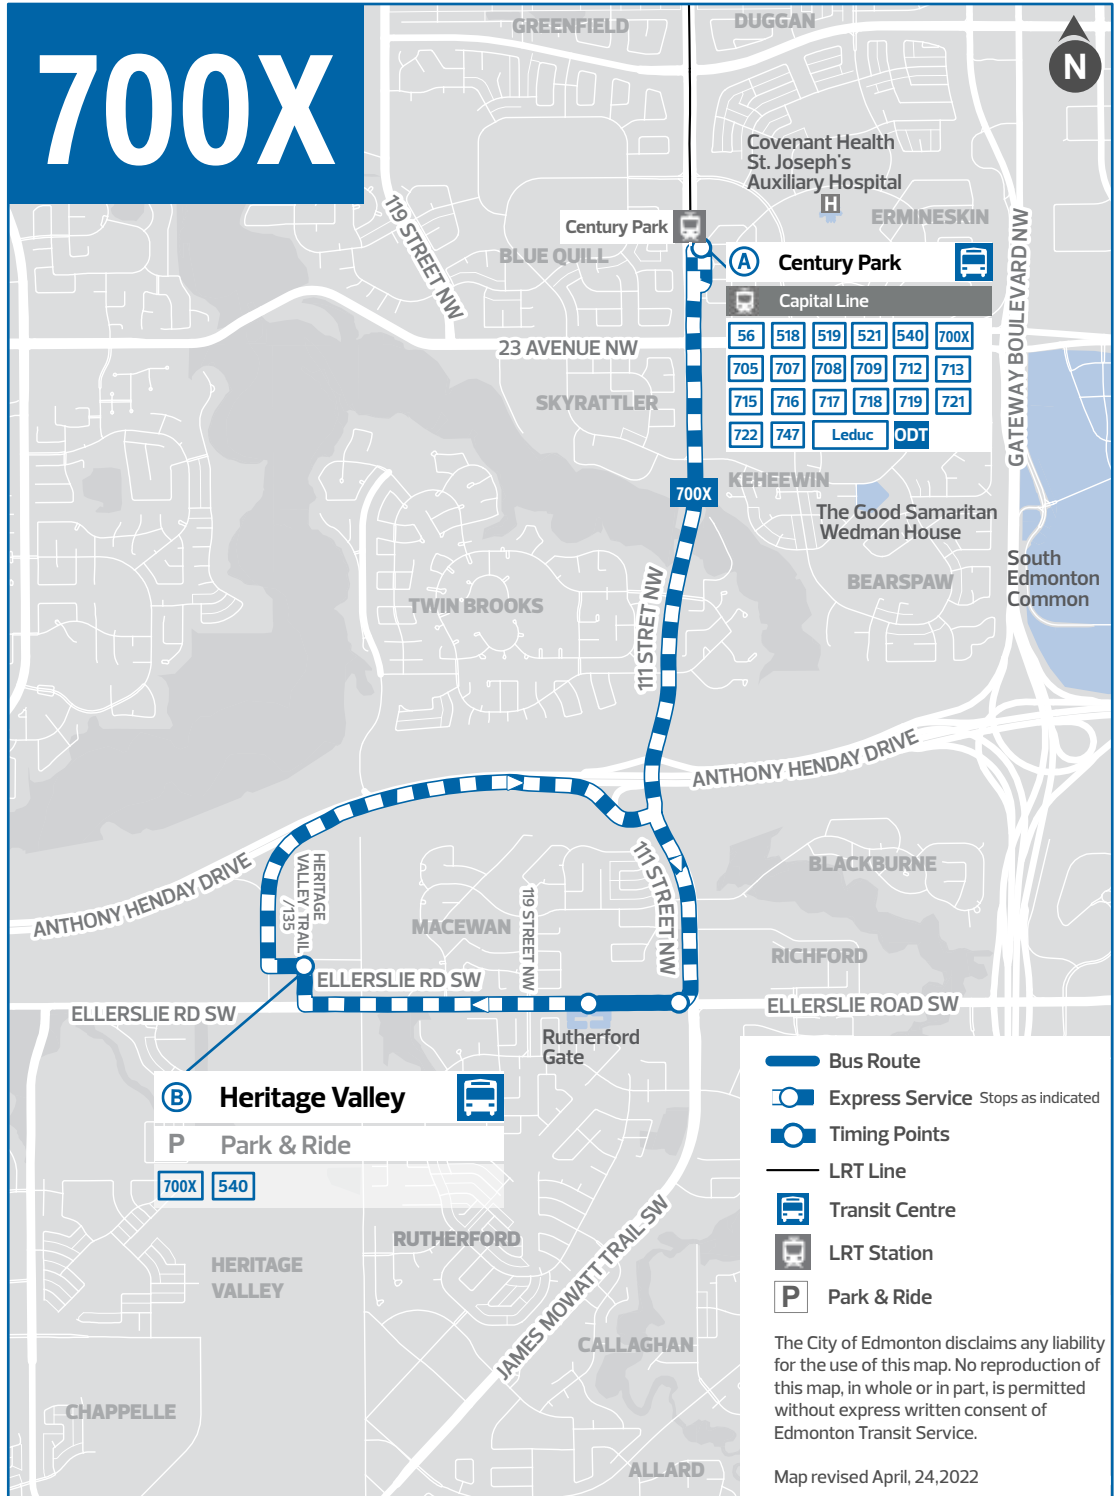 700X
GREENFIELD
DUGGAN
N
Covenant Health
St. Joseph's
Auxiliary Hospital
H
ERMINESKIN
119 STREET NW
Century Park
BLUE QUILL
GATEWAY BOULEVARD NW
A Century Park
Capital Line
56 518 519 521 540 700X
705 707 708 709 712 713
715 716 717 718 719 721
722 747 Leduc ODT
23 AVENUE NW
SKYRATTLER
KEHEEWIN
700X
The Good Samaritan
Wedman House
South
Edmonton
Common
BEARSPAW
TWIN BROOKS
111 STRET NW
ANTHONY HENDAY DRIVE
BLACKBURNE
111 STREET NW
HERITAGE
VALLEY TRAIL
/135
ANTHONY HENDAY DRIVE
119 STREET NW
MACEWAN
RICHFORD
ELLERSLIE RD SW
ELLERSLIE RD SW
ELLERSLIE ROAD SW
Rutherford
Gate
B Heritage Valley
P Park & Ride
700X 540
RUTHERFORD
HERITAGE
VALLEY
JAMES MOWATT TRAIL SW
CALLAGHAN
CHAPPELLE
ALLARD
Bus Route
Express Service Stops as indicated
Timing Points
LRT Line
Transit Centre
LRT Station
P Park & Ride
The City of Edmonton disclaims any liability
for the use of this map. No reproduction of
this map, in whole or in part, is permitted
without express written consent of
Edmonton Transit Service.
Map revised April, 24,2022